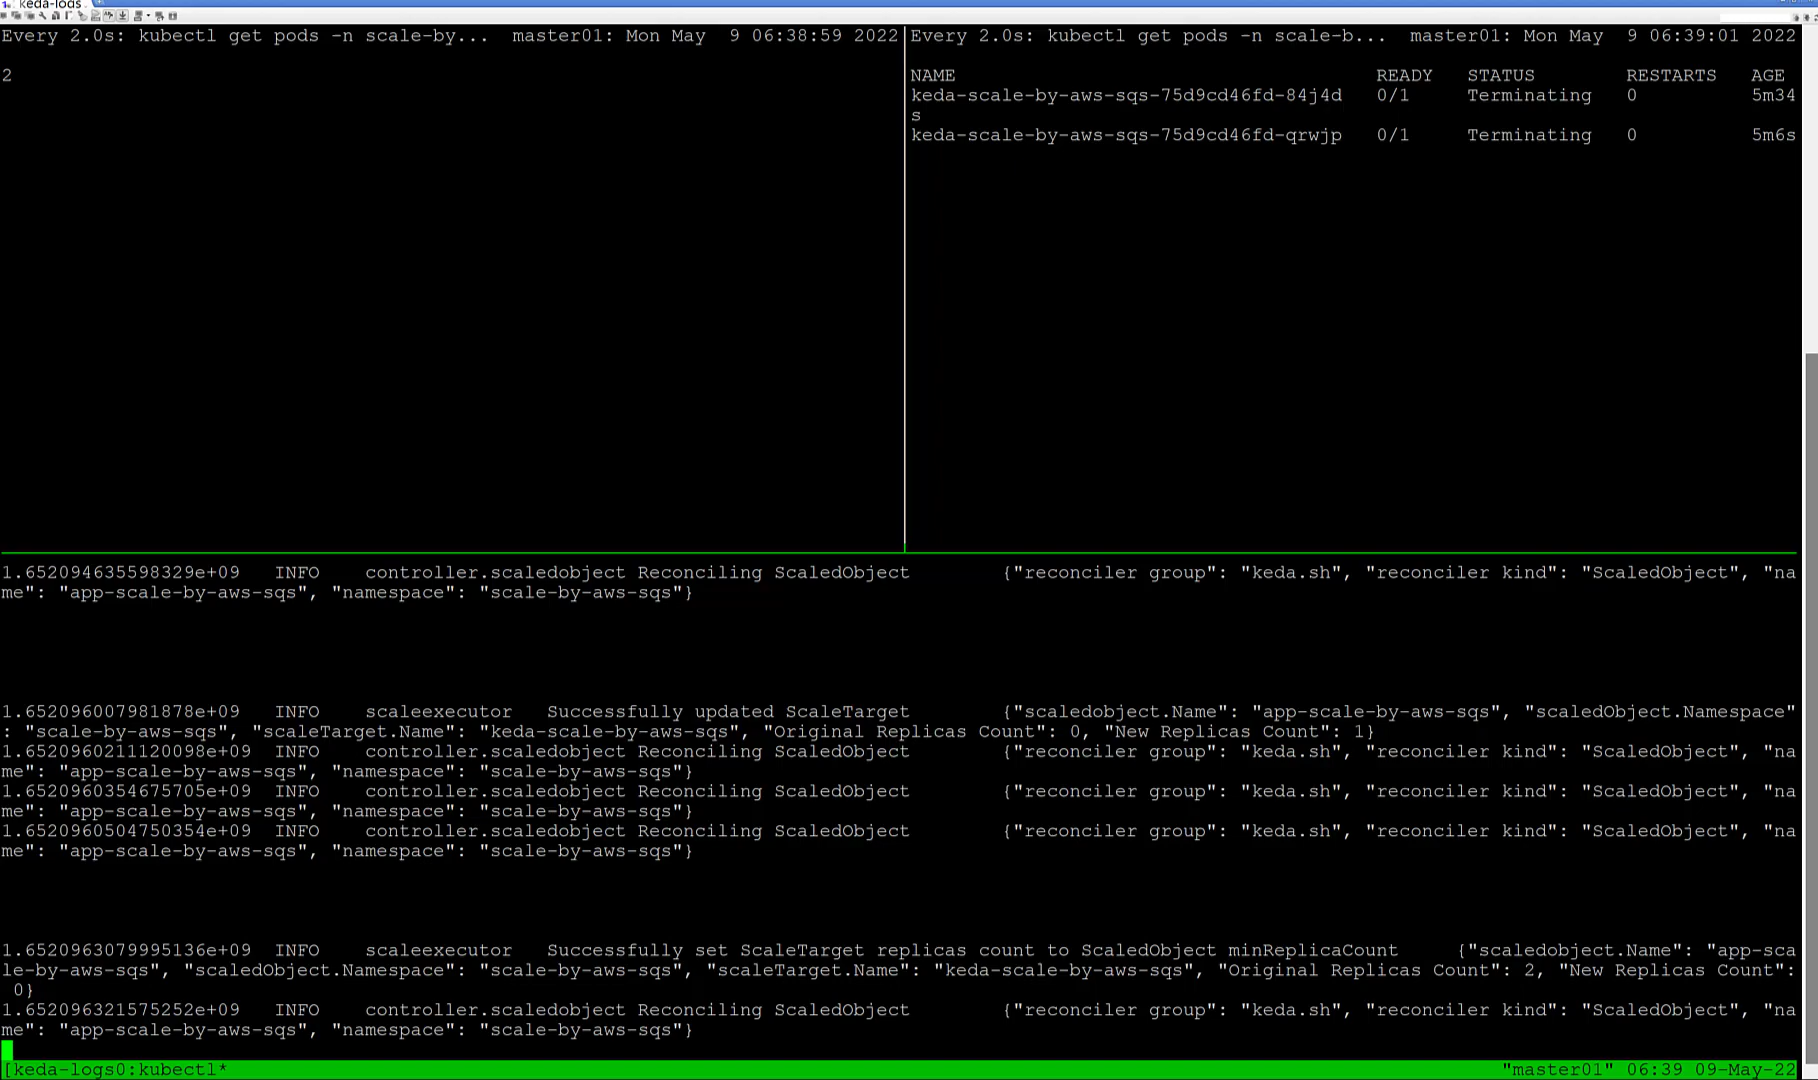 keda-logs
Every 2.0s: kubectl get pods -n scale-by...  master01: Mon May  9 06:38:59 2022
2
Every 2.0s: kubectl get pods -n scale-b...  master01: Mon May  9 06:39:01 2022
NAME READY STATUS RESTARTS AGE
keda-scale-by-aws-sqs-75d9cd46fd-84j4d 0/1 Terminating 0 5m34
s
keda-scale-by-aws-sqs-75d9cd46fd-qrwjp 0/1 Terminating 0 5m6s
1.652094635598329e+09 INFO controller.scaledobject Reconciling ScaledObject {"reconciler group": "keda.sh", "reconciler kind": "ScaledObject", "na
me": "app-scale-by-aws-sqs", "namespace": "scale-by-aws-sqs"}
1.652096007981878e+09 INFO scaleexecutor Successfully updated ScaleTarget {"scaledobject.Name": "app-scale-by-aws-sqs", "scaledObject.Namespace"
: "scale-by-aws-sqs", "scaleTarget.Name": "keda-scale-by-aws-sqs", "Original Replicas Count": 0, "New Replicas Count": 1}
1.6520960211120098e+09 INFO controller.scaledobject Reconciling ScaledObject {"reconciler group": "keda.sh", "reconciler kind": "ScaledObject", "na
me": "app-scale-by-aws-sqs", "namespace": "scale-by-aws-sqs"}
1.6520960354675705e+09 INFO controller.scaledobject Reconciling ScaledObject {"reconciler group": "keda.sh", "reconciler kind": "ScaledObject", "na
me": "app-scale-by-aws-sqs", "namespace": "scale-by-aws-sqs"}
1.6520960504750354e+09 INFO controller.scaledobject Reconciling ScaledObject {"reconciler group": "keda.sh", "reconciler kind": "ScaledObject", "na
me": "app-scale-by-aws-sqs", "namespace": "scale-by-aws-sqs"}
1.6520963079995136e+09 INFO scaleexecutor Successfully set ScaleTarget replicas count to ScaledObject minReplicaCount {"scaledobject.Name": "app-sca
le-by-aws-sqs", "scaledObject.Namespace": "scale-by-aws-sqs", "scaleTarget.Name": "keda-scale-by-aws-sqs", "Original Replicas Count": 2, "New Replicas Count":
0}
1.652096321575252e+09 INFO controller.scaledobject Reconciling ScaledObject {"reconciler group": "keda.sh", "reconciler kind": "ScaledObject", "na
me": "app-scale-by-aws-sqs", "namespace": "scale-by-aws-sqs"}
[keda-logs0:kubectl* "master01" 06:39 09-May-22